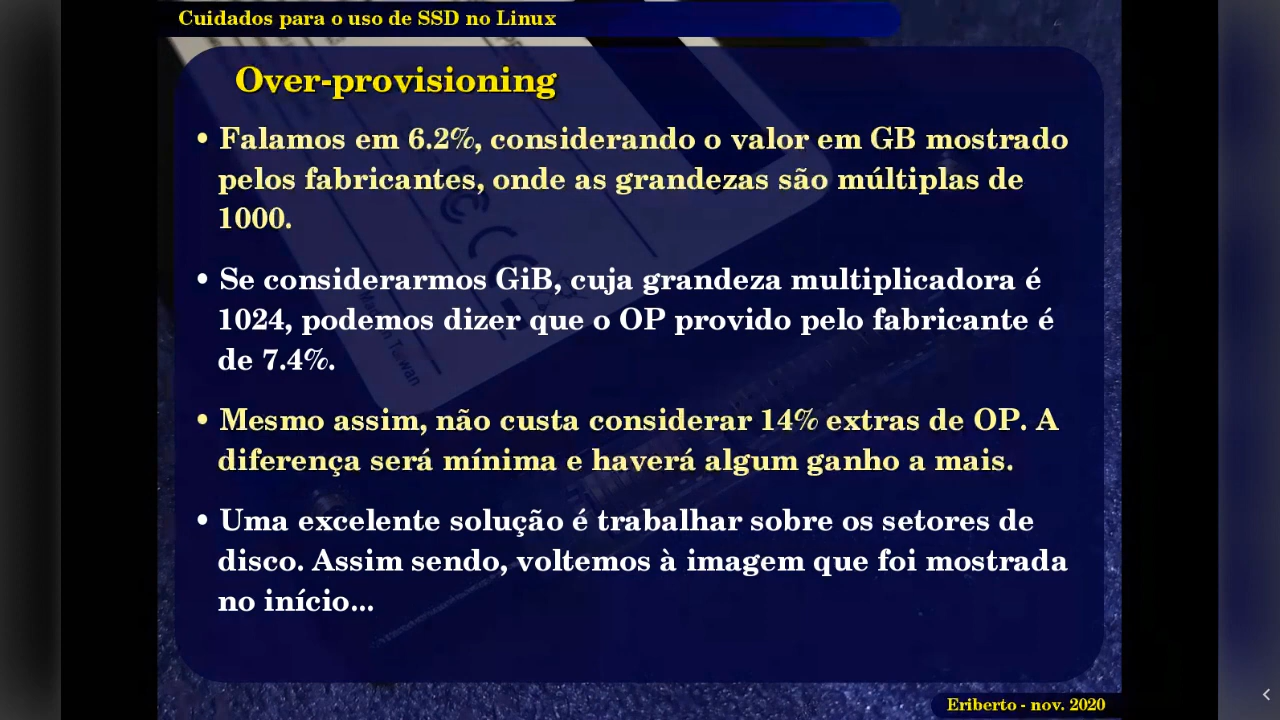 Cuidados para o uso de SSD no Linux
Over-provisioning
• Falamos em 6.2%, considerando o valor em GB mostrado
pelos fabricantes, onde as grandezas são múltiplas de
1000.
• Se considerarmos GiB, cuja grandeza multiplicadora é
1024, podemos dizer que o OP provido pelo fabricante é
de 7.4%.
• Mesmo assim, não custa considerar 14% extras de OP. A
diferença será mínima e haverá algum ganho a mais.
• Uma excelente solução é trabalhar sobre os setores de
disco. Assim sendo, voltemos à imagem que foi mostrada
no início...
Eriberto - nov. 2020